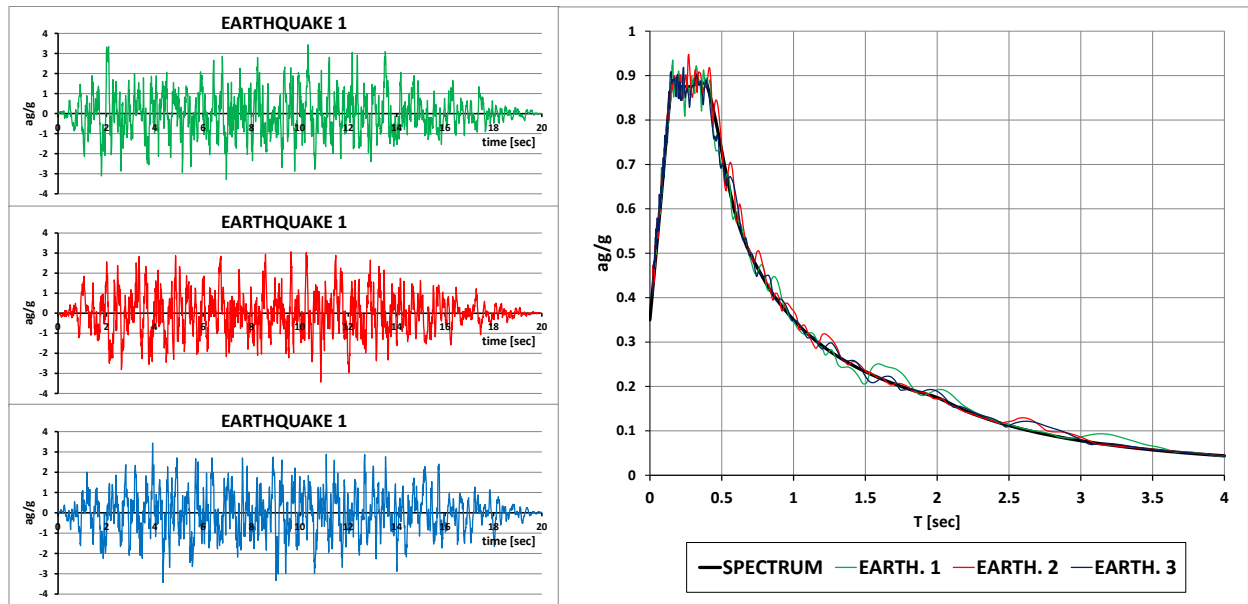 EARTHQUAKE 1
4
3
2
1
0
-1
-2
-3
-4
ag/g
0 2 4 6 8 10 12 14 16 18 20
time [sec]
EARTHQUAKE 1
4
3
2
1
0
-1
-2
-3
-4
ag/g
0 2 4 6 8 10 12 14 16 18 20
time [sec]
EARTHQUAKE 1
4
3
2
1
0
-1
-2
-3
-4
ag/g
0 2 4 6 8 10 12 14 16 18 20
time [sec]
1
0.9
0.8
0.7
0.6
0.5
0.4
0.3
0.2
0.1
0
ag/g
0 0.5 1 1.5 2 2.5 3 3.5 4
T [sec]
SPECTRUM EARTH. 1 EARTH. 2 EARTH. 3